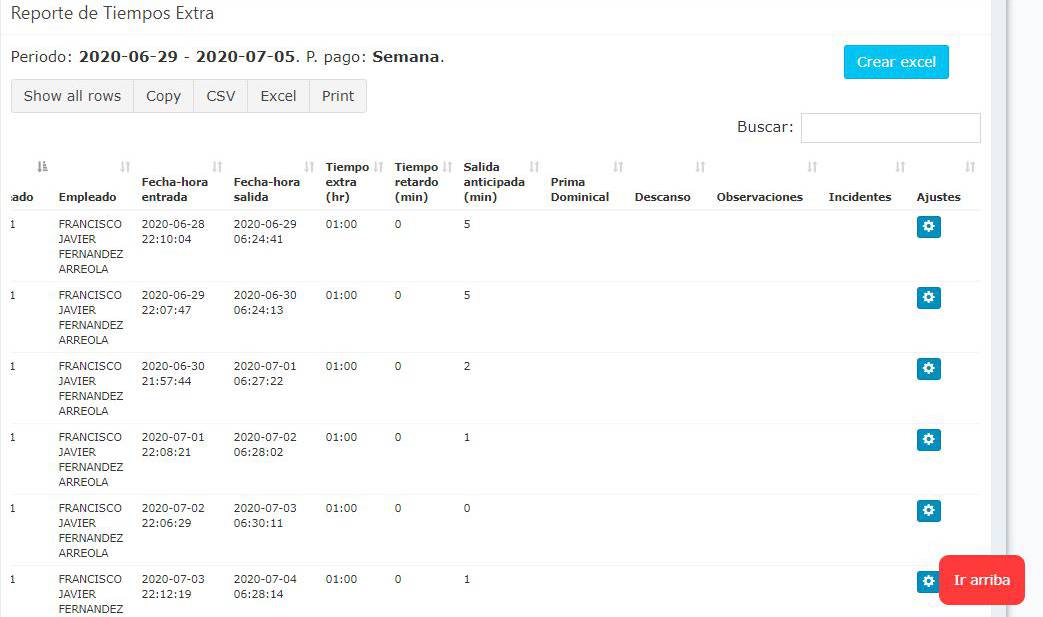 Reporte de Tiempos Extra
Periodo: 2020-06-29 - 2020-07-05. P. pago: Semana.
Crear excel
Show all rows Copy CSV Excel Print
Buscar:
Tiempo Tiempo Salida
Fecha-hora Fecha-hora extra retardo anticipada Prima
ado Empleado entrada salida (hr) (min) (min) Dominical Descanso Observaciones Incidentes Ajustes
1 FRANCISCO 2020-06-28 2020-06-29 01:00 0 5
JAVIER 22:10:04 06:24:41
FERNANDEZ
ARREOLA
1 FRANCISCO 2020-06-29 2020-06-30 01:00 0 5
JAVIER 22:07:47 06:24:13
FERNANDEZ
ARREOLA
1 FRANCISCO 2020-06-30 2020-07-01 01:00 0 2
JAVIER 21:57:44 06:27:22
FERNANDEZ
ARREOLA
1 FRANCISCO 2020-07-01 2020-07-02 01:00 0 1
JAVIER 22:08:21 06:28:02
FERNANDEZ
ARREOLA
1 FRANCISCO 2020-07-02 2020-07-03 01:00 0 0
JAVIER 22:06:29 06:30:11
FERNANDEZ
ARREOLA
1 FRANCISCO 2020-07-03 2020-07-04 01:00 0 1
JAVIER 22:12:19 06:28:14
FERNANDEZ
Ir arriba